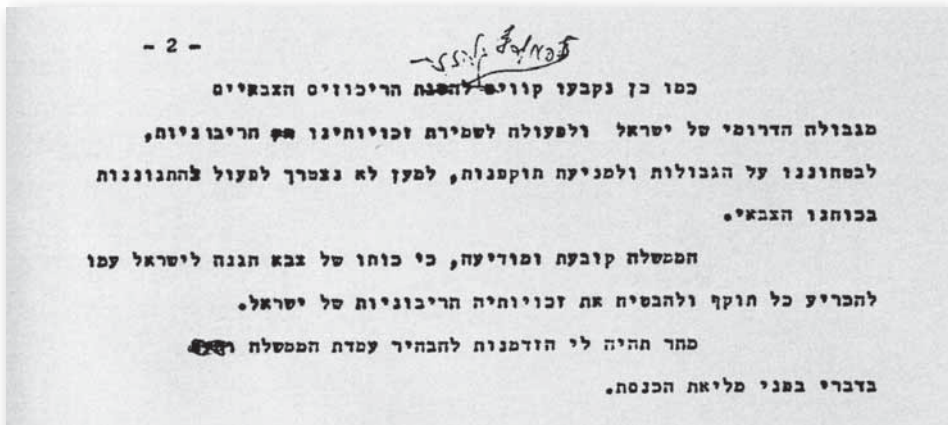 - 2 -
כמו כן נקבעו קווים הריכוזים הצבאיים
מגבולה הדרומי של ישראל ולפעולה לשמירת זכויותינו הריבוניות,
לבטחוננו על הגבולות ולמניעת תוקפנות, למען לא נצטרך לפעול להתגוננות
בכוחנו הצבאי.
הממשלה קובעת ומודיעה, כי כוחו של צבא הגנה לישראל עמו
להכריע כל תוקף ולהבטיח את זכויותיה הריבוניות של ישראל.
מחר תהיה לי הזדמנות להבהיר עמדת הממשלה
בדברי בפני מליאת הכנסת.